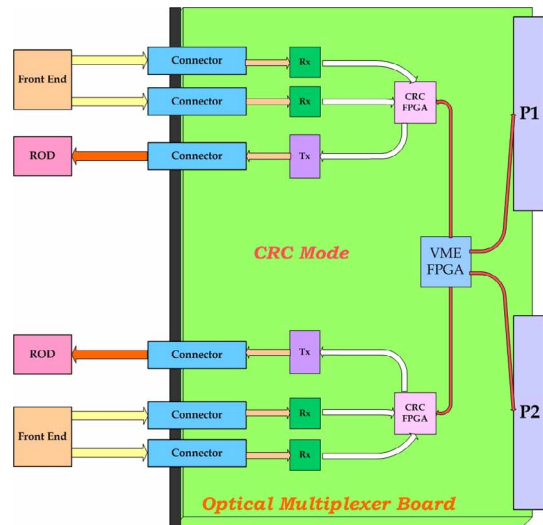 Connector
Rx
Front End
CRC
FPGA
Connector
Rx
P1
ROD
Connector
Tx
CRC Mode
VME
FPGA
ROD
Connector
Tx
Connector
Rx
CRC
FPGA
P2
Front End
Connector
Rx
Optical Multiplexer Board